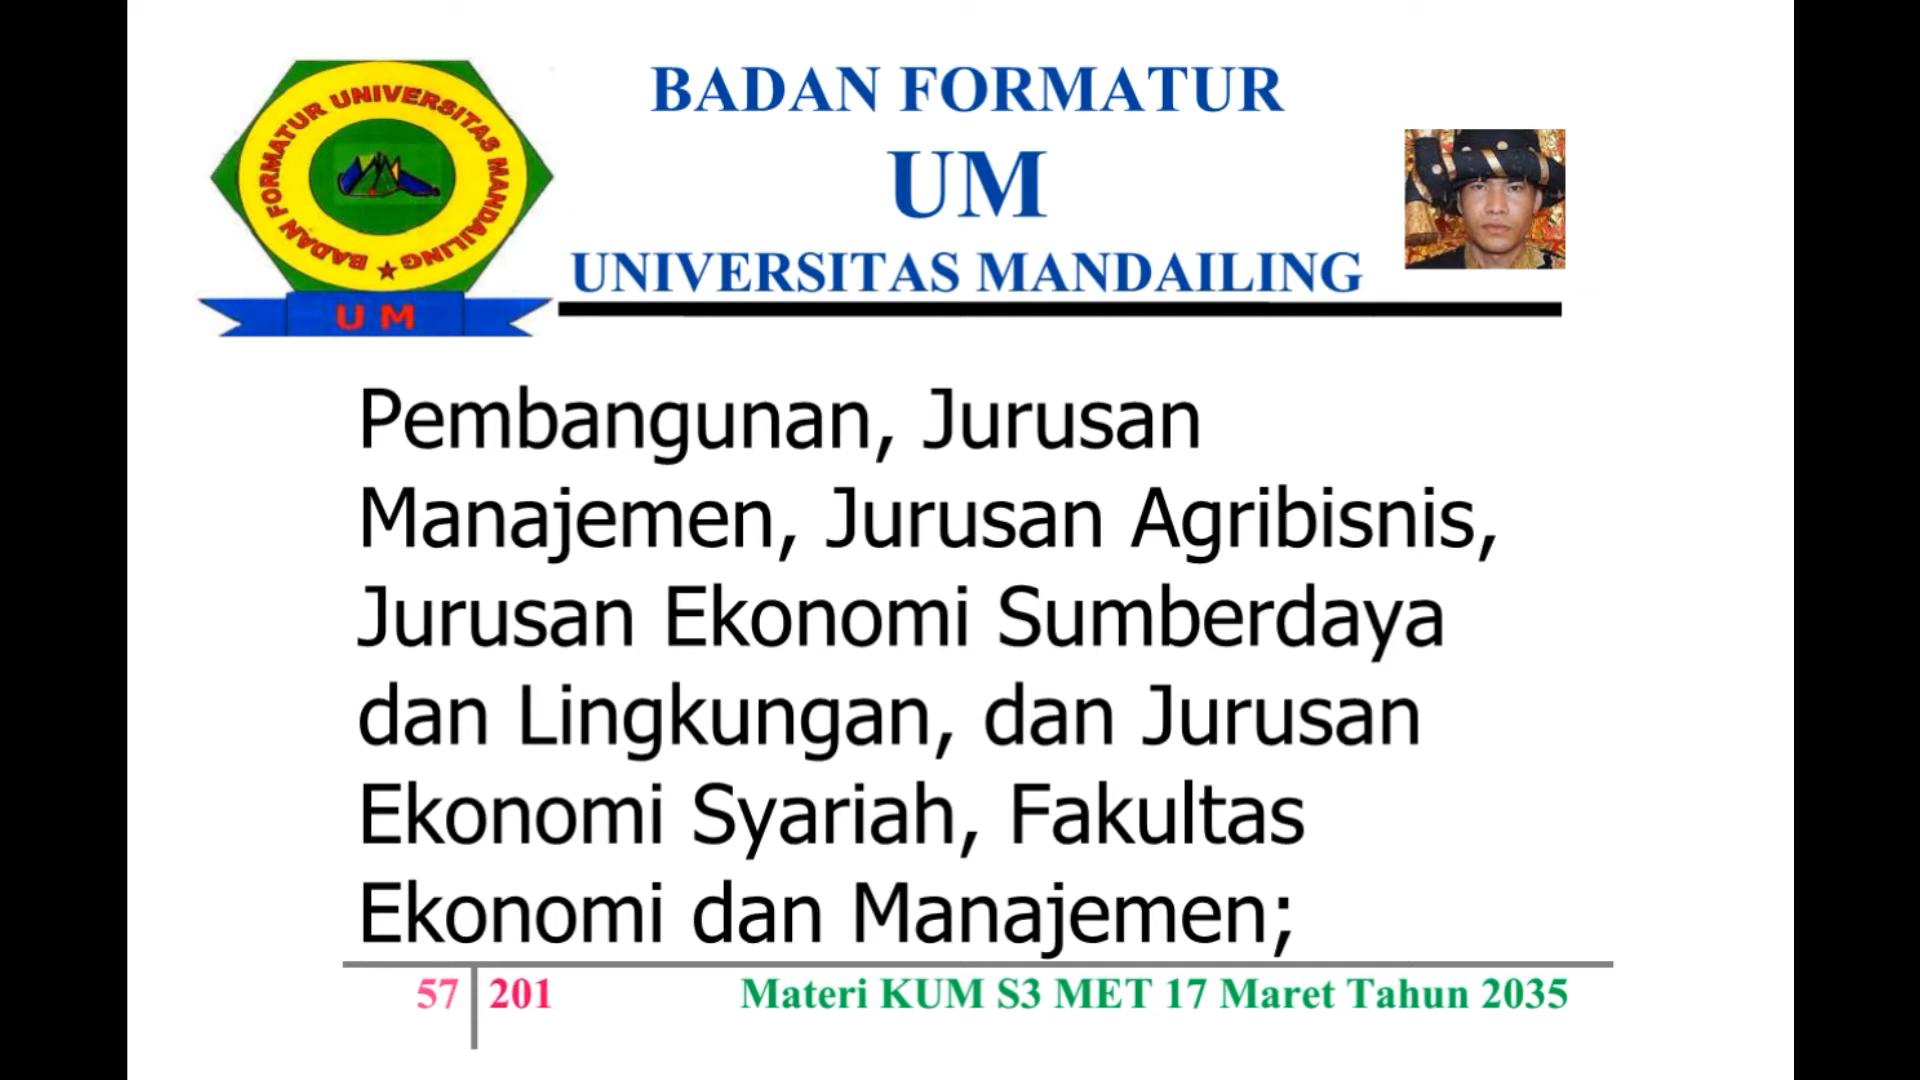 BADAN FORMATUR UNIVERSITAS MANDAILING
U M
BADAN FORMATUR
UM
UNIVERSITAS MANDAILING
Pembangunan, Jurusan
Manajemen, Jurusan Agribisnis,
Jurusan Ekonomi Sumberdaya
dan Lingkungan, dan Jurusan
Ekonomi Syariah, Fakultas
Ekonomi dan Manajemen;
57 201 Materi KUM S3 MET 17 Maret Tahun 2035